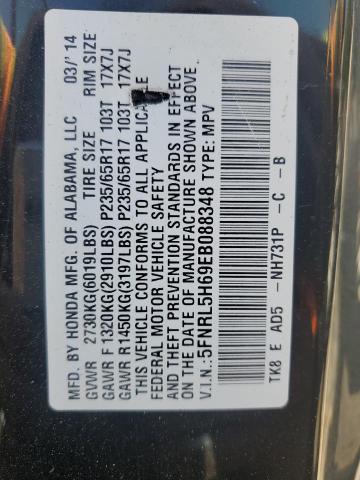 MFD. BY HONDA MFG. OF ALABAMA, LLC 03/'14
GVWR 2730KG(6019LBS) TIRE SIZE RIM SIZE
GAWR F 1320KG(2910LBS) P235/65R17 103T 17X7J
GAWR R 1450KG(3197LBS) P235/65R17 103T 17X7J
THIS VEHICLE CONFORMS TO ALL APPLICABLE
FEDERAL MOTOR VEHICLE SAFETY
AND THEFT PREVENTION STANDARDS IN EFFECT
ON THE DATE OF MANUFACTURE SHOWN ABOVE.
V.I.N.: 5FNRL5H69EB088348 TYPE: MPV
TK8 E AD5 -NH731P -C -B